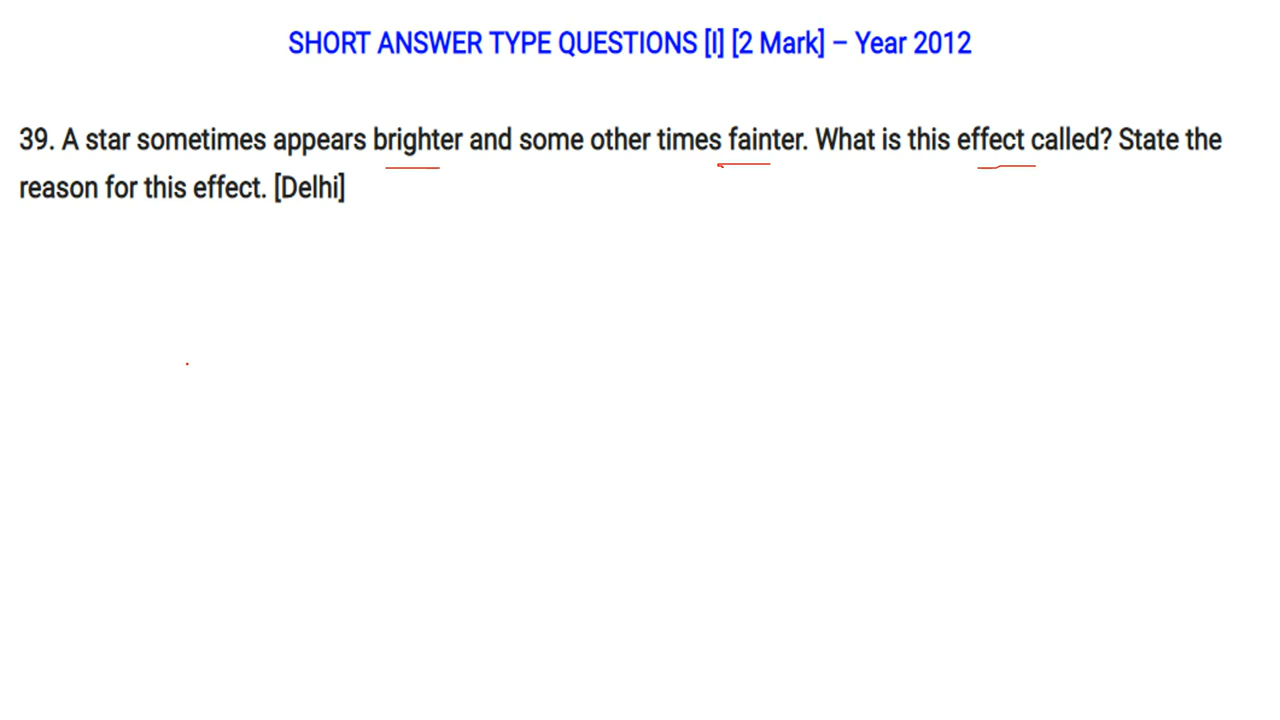 SHORT ANSWER TYPE QUESTIONS [I] [2 Mark] – Year 2012
39. A star sometimes appears brighter and some other times fainter. What is this effect called? State the
reason for this effect. [Delhi]